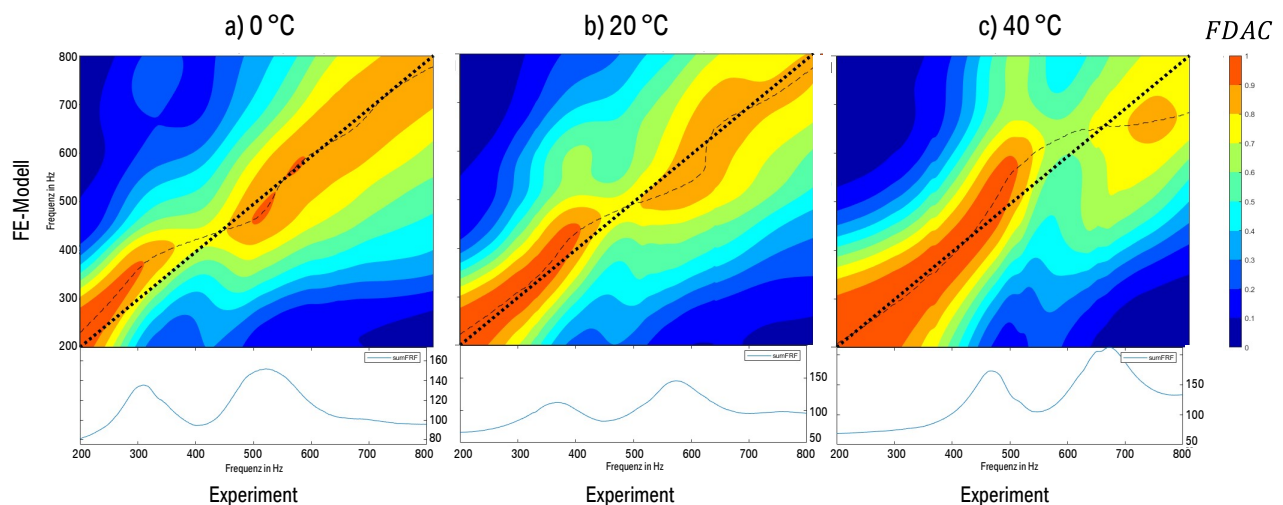 a) 0 °C
b) 20 °C
c) 40 °C
FDAC
FE-Modell
Frequenz in Hz
800
700
600
500
400
300
200
1
0.9
0.8
0.7
0.6
0.5
0.4
0.3
0.2
0.1
0
sumFRF
160
140
120
100
80
sumFRF
150
100
50
sumFRF
150
100
50
200 300 400 500 600 700 800
Frequenz in Hz
Experiment
200 300 400 500 600 700 800
Frequenz in Hz
Experiment
200 300 400 500 600 700 800
Frequenz in Hz
Experiment